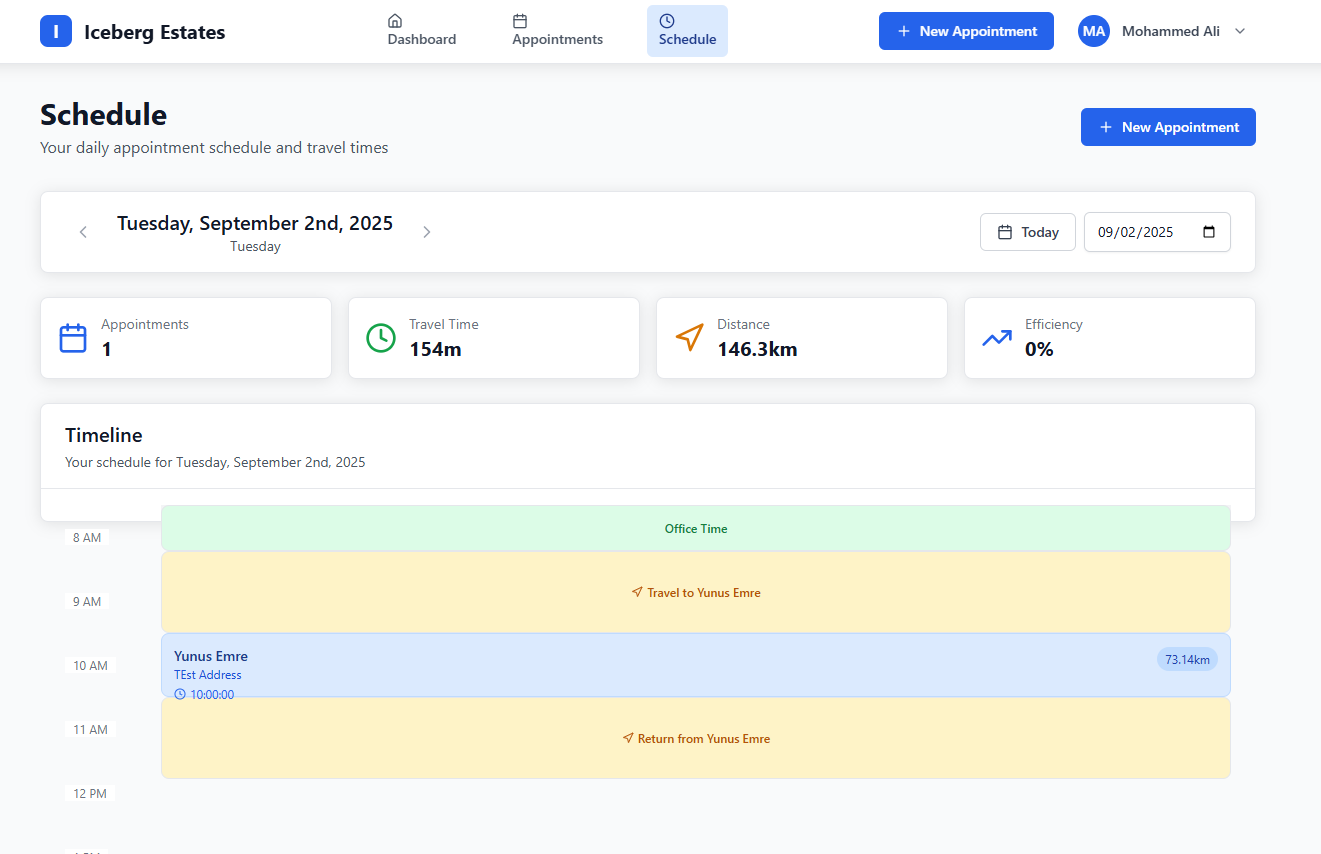 I Iceberg Estates
Dashboard
Appointments
Schedule
New Appointment
MA Mohammed Ali
Schedule
Your daily appointment schedule and travel times
New Appointment
Tuesday, September 2nd, 2025
Tuesday
Today
09/02/2025
Appointments
1
Travel Time
154m
Distance
146.3km
Efficiency
0%
Timeline
Your schedule for Tuesday, September 2nd, 2025
Office Time
8 AM
Travel to Yunus Emre
9 AM
Yunus Emre
73.14km
10 AM
TEst Address
10:00:00
11 AM
Return from Yunus Emre
12 PM